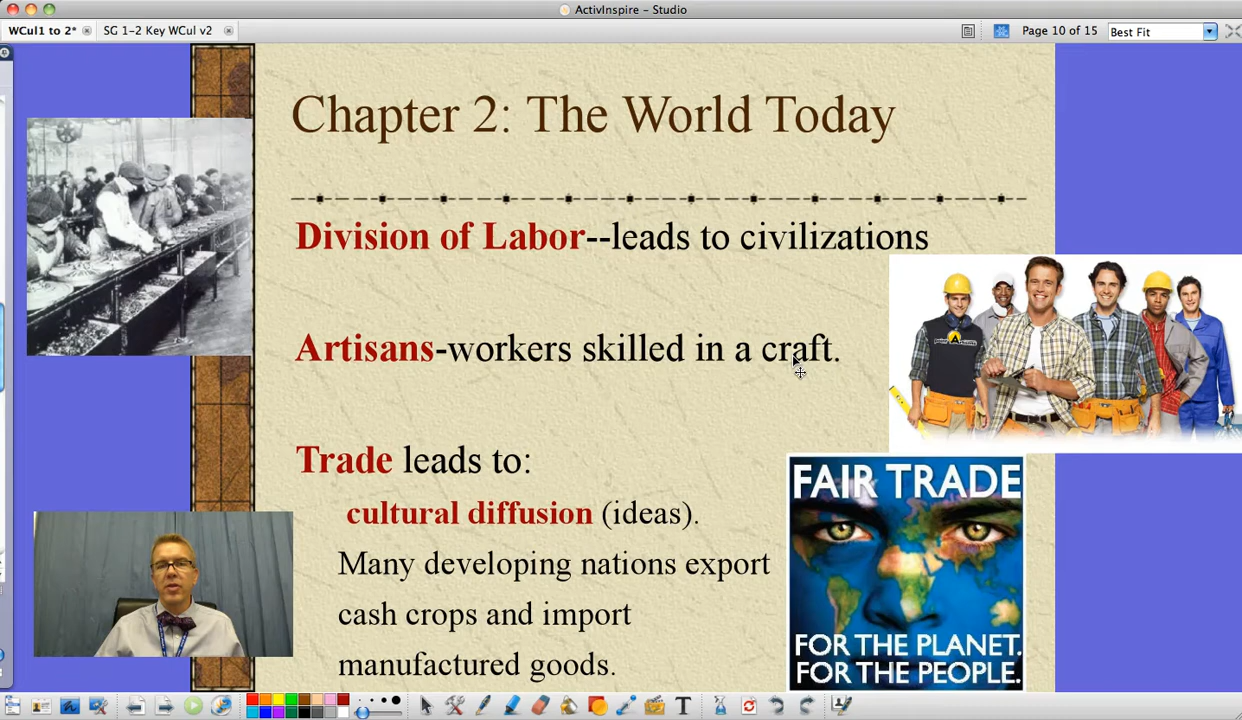 ActivInspire - Studio
WCul1 to 2*
SG 1-2 Key WCul v2
Page 10 of 15
Best Fit
Chapter 2: The World Today
Division of Labor--leads to civilizations
Artisans-workers skilled in a craft.
Trade leads to:
cultural diffusion (ideas).
Many developing nations export
cash crops and import
manufactured goods.
FAIR TRADE
FOR THE PLANET.
FOR THE PEOPLE.
T